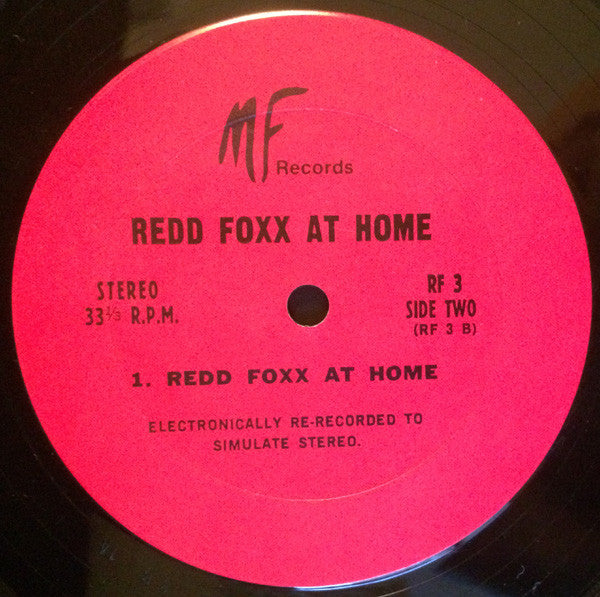 MF Records
REDD FOXX AT HOME
STEREO
33⅓ R.P.M.
RF 3
SIDE TWO
(RF 3 B)
1. REDD FOXX AT HOME
ELECTRONICALLY RE-RECORDED TO
SIMULATE STEREO.